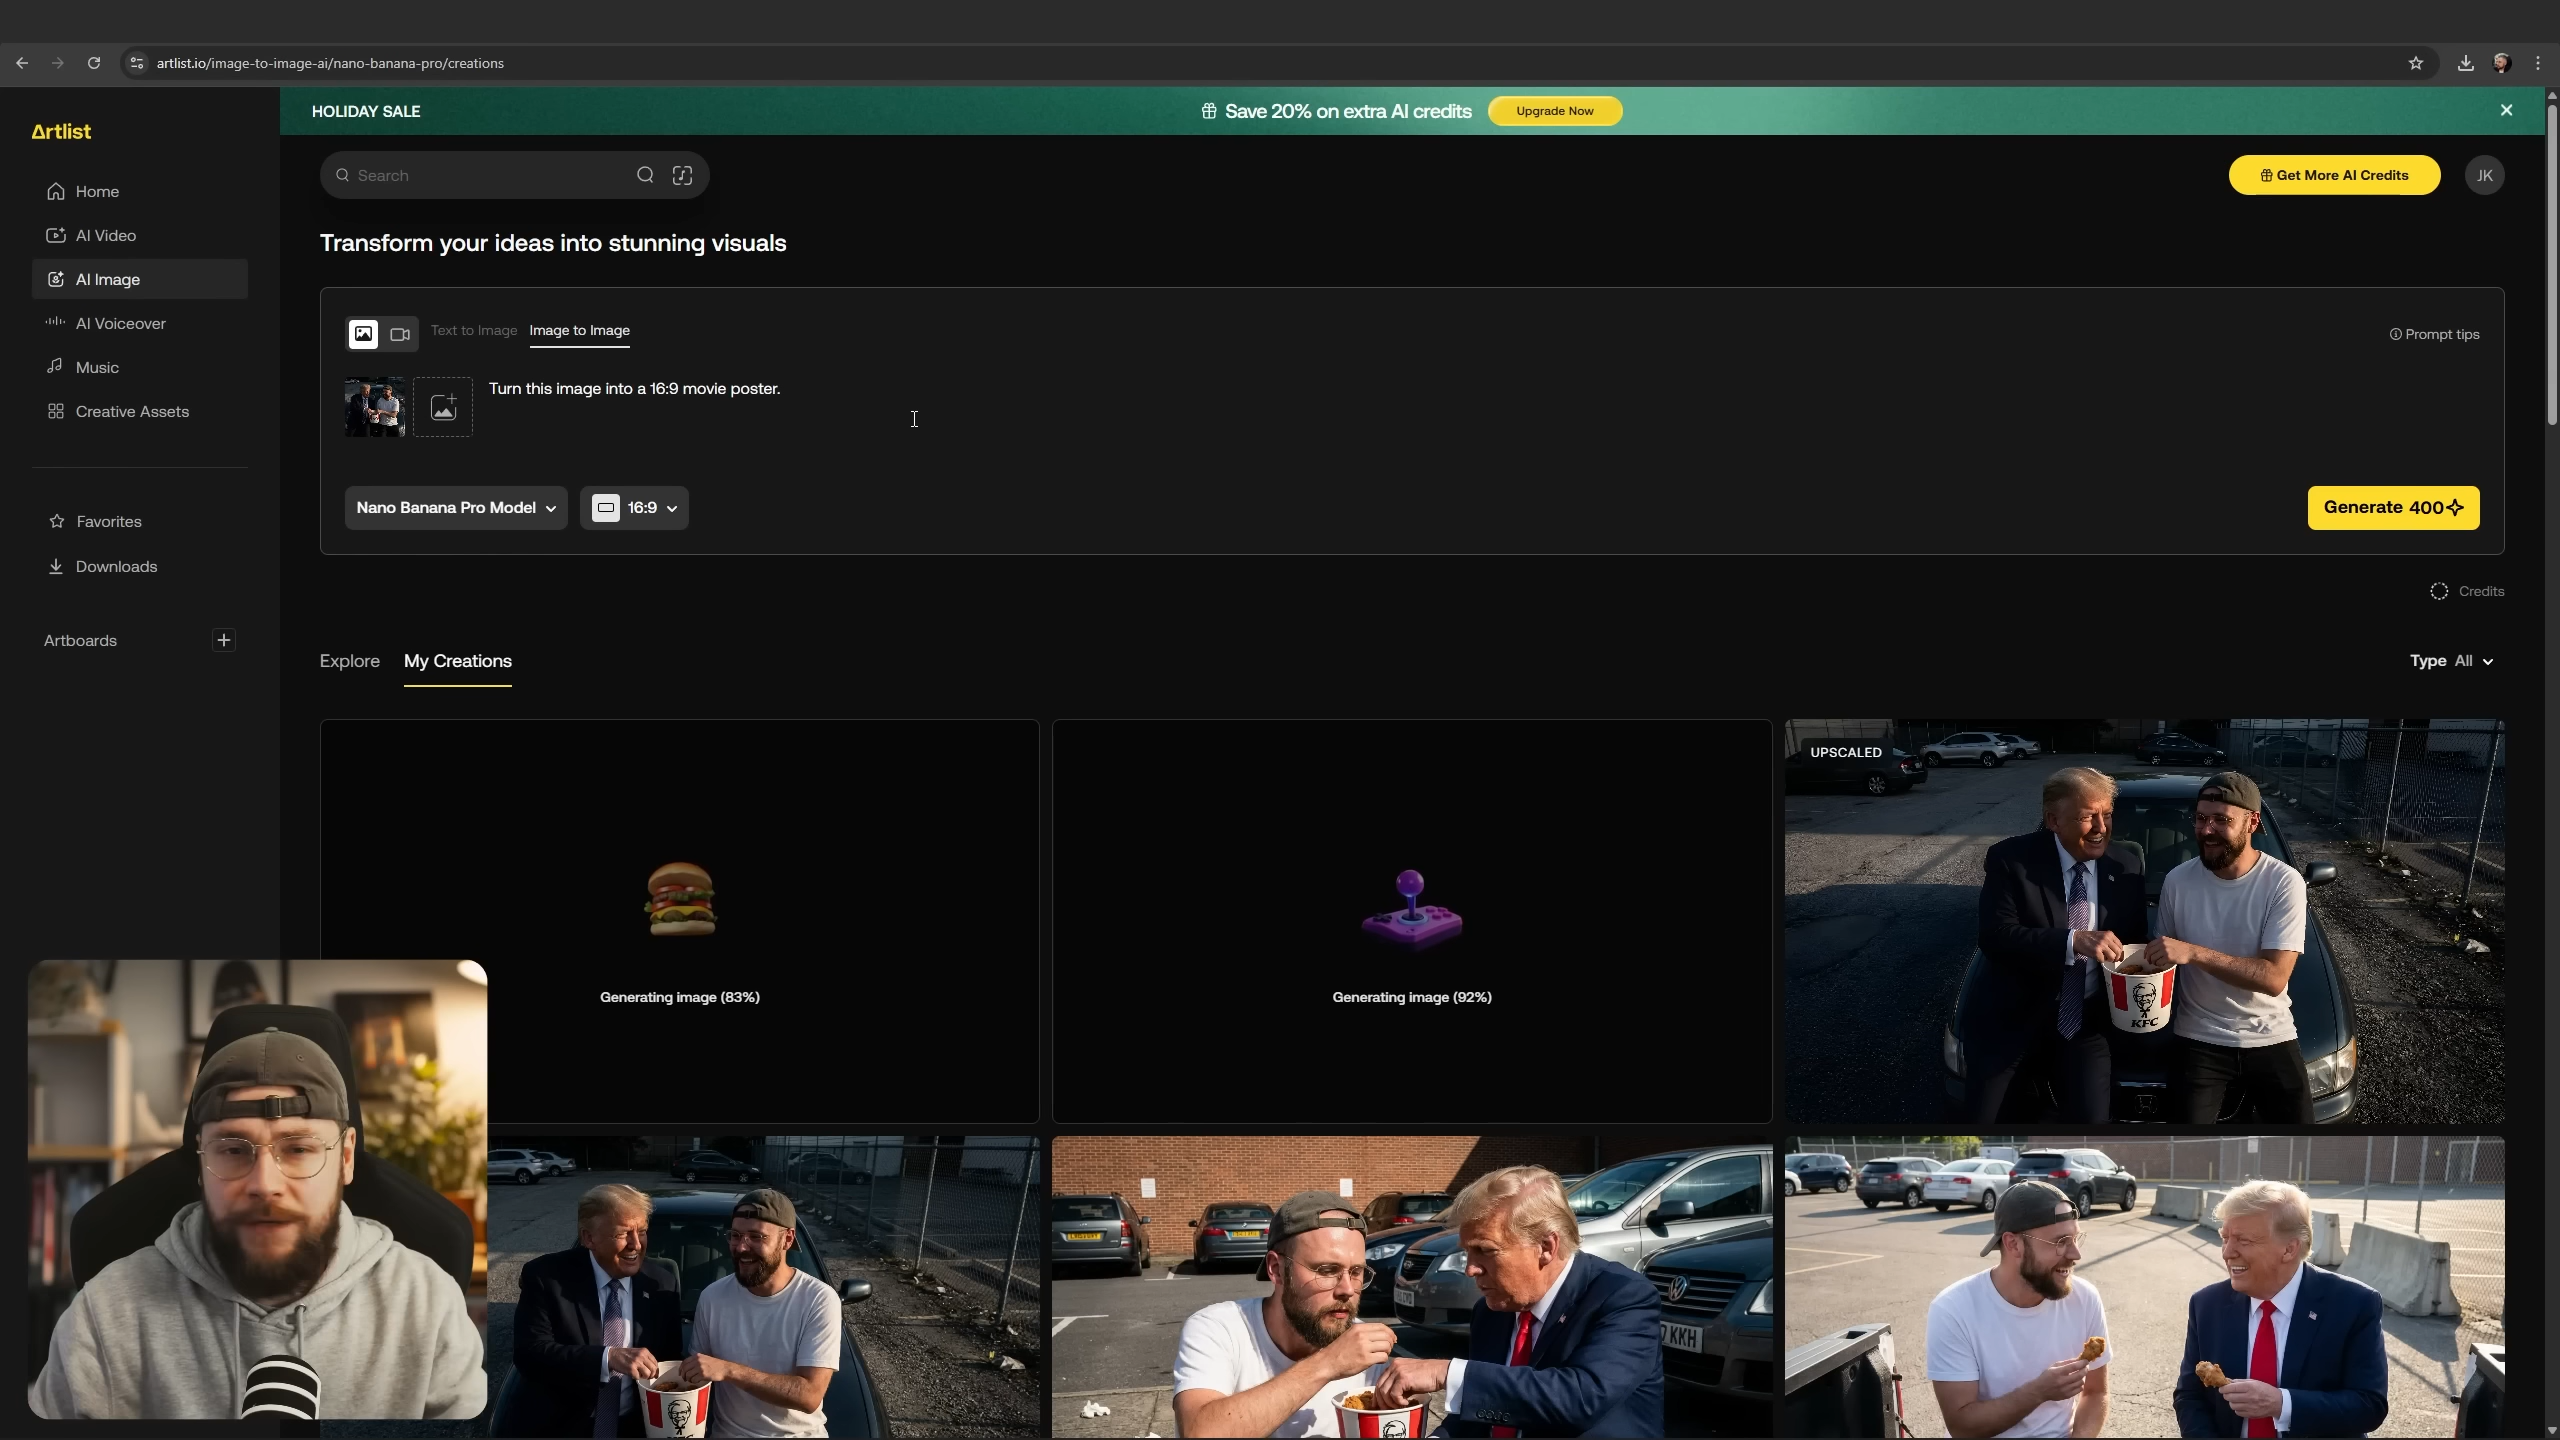 artlist.io/image-to-image-ai/nano-banana-pro/creations
Artlist
HOLIDAY SALE
Save 20% on extra AI credits
Upgrade Now
Search
Get More AI Credits
JK
Home
AI Video
AI Image
AI Voiceover
Music
Creative Assets
Favorites
Downloads
Artboards
Transform your ideas into stunning visuals
Text to Image
Image to Image
Prompt tips
Turn this image into a 16:9 movie poster.
Nano Banana Pro Model
16:9
Generate 400
Credits
Explore
My Creations
Type All
Generating image (83%)
Generating image (92%)
UPSCALED
KFC
KKH